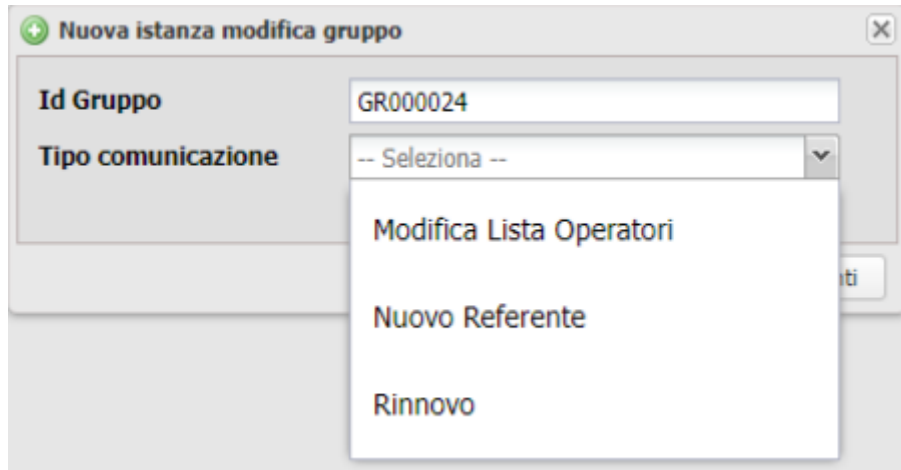 Nuova istanza modifica gruppo
Id Gruppo GR000024
Tipo comunicazione -- Seleziona --
Modifica Lista Operatori
Nuovo Referente
Rinnovo